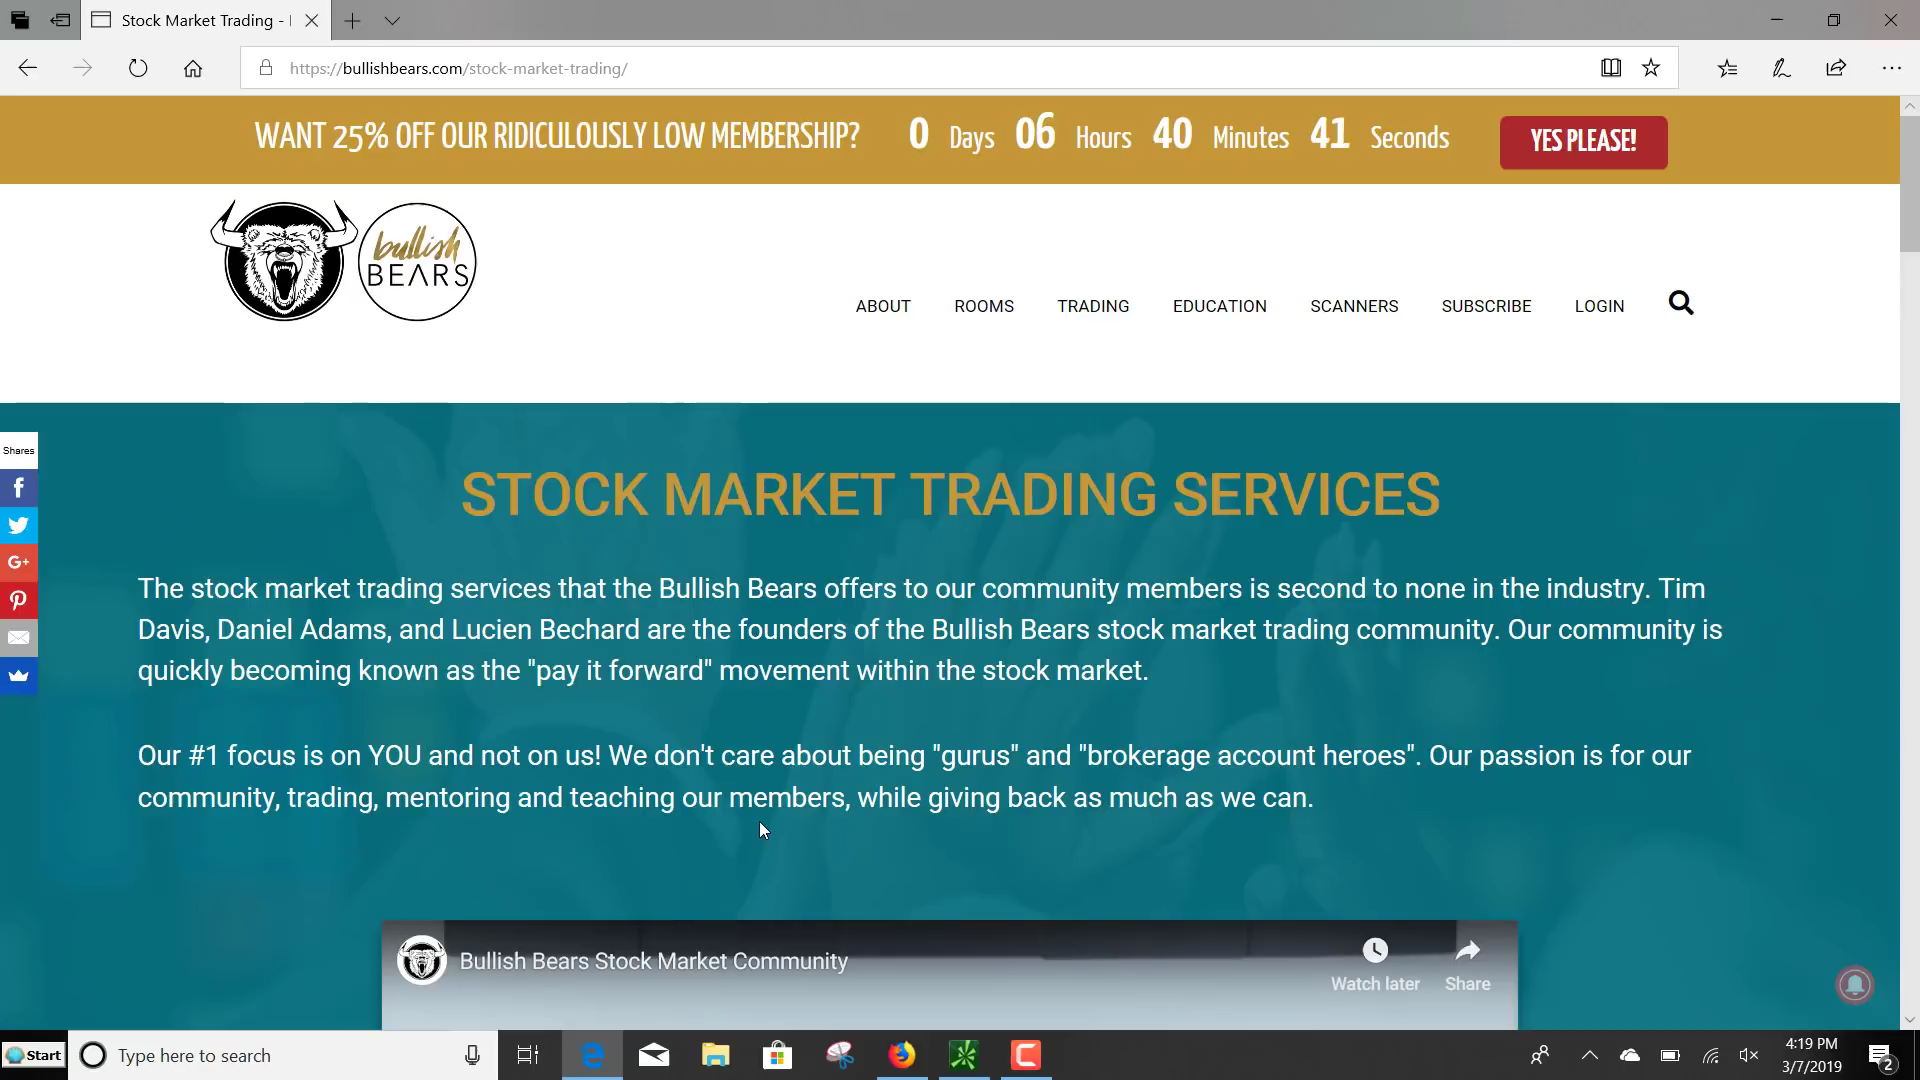 Stock Market Trading -
https://bullishbears.com/stock-market-trading/
WANT 25% OFF OUR RIDICULOUSLY LOW MEMBERSHIP? 0 Days 06 Hours 40 Minutes 41 Seconds YES PLEASE!
bullish
BEARS
ABOUT ROOMS TRADING EDUCATION SCANNERS SUBSCRIBE LOGIN
Shares
STOCK MARKET TRADING SERVICES
The stock market trading services that the Bullish Bears offers to our community members is second to none in the industry. Tim
Davis, Daniel Adams, and Lucien Bechard are the founders of the Bullish Bears stock market trading community. Our community is
quickly becoming known as the "pay it forward" movement within the stock market.
Our #1 focus is on YOU and not on us! We don't care about being "gurus" and "brokerage account heroes". Our passion is for our
community, trading, mentoring and teaching our members, while giving back as much as we can.
Bullish Bears Stock Market Community
Watch later Share
Start Type here to search
4:19 PM
3/7/2019
2